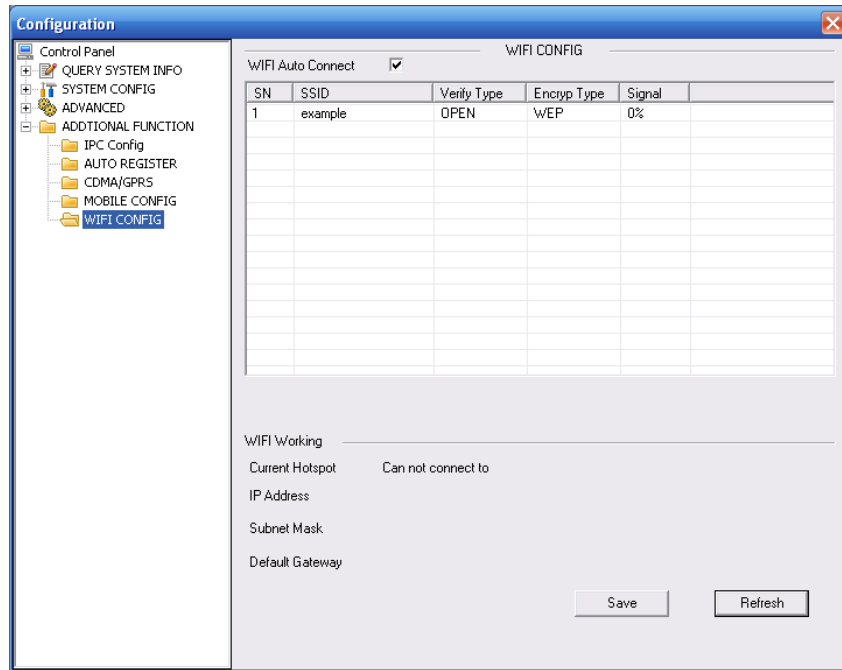 Configuration
Control Panel
QUERY SYSTEM INFO
SYSTEM CONFIG
ADVANCED
ADDTIONAL FUNCTION
IPC Config
AUTO REGISTER
CDMA/GPRS
MOBILE CONFIG
WIFI CONFIG
WIFI CONFIG
WIFI Auto Connect
SN SSID Verify Type Encryp Type Signal
1 example OPEN WEP 0%
WIFI Working
Current Hotspot Can not connect to
IP Address
Subnet Mask
Default Gateway
Save Refresh